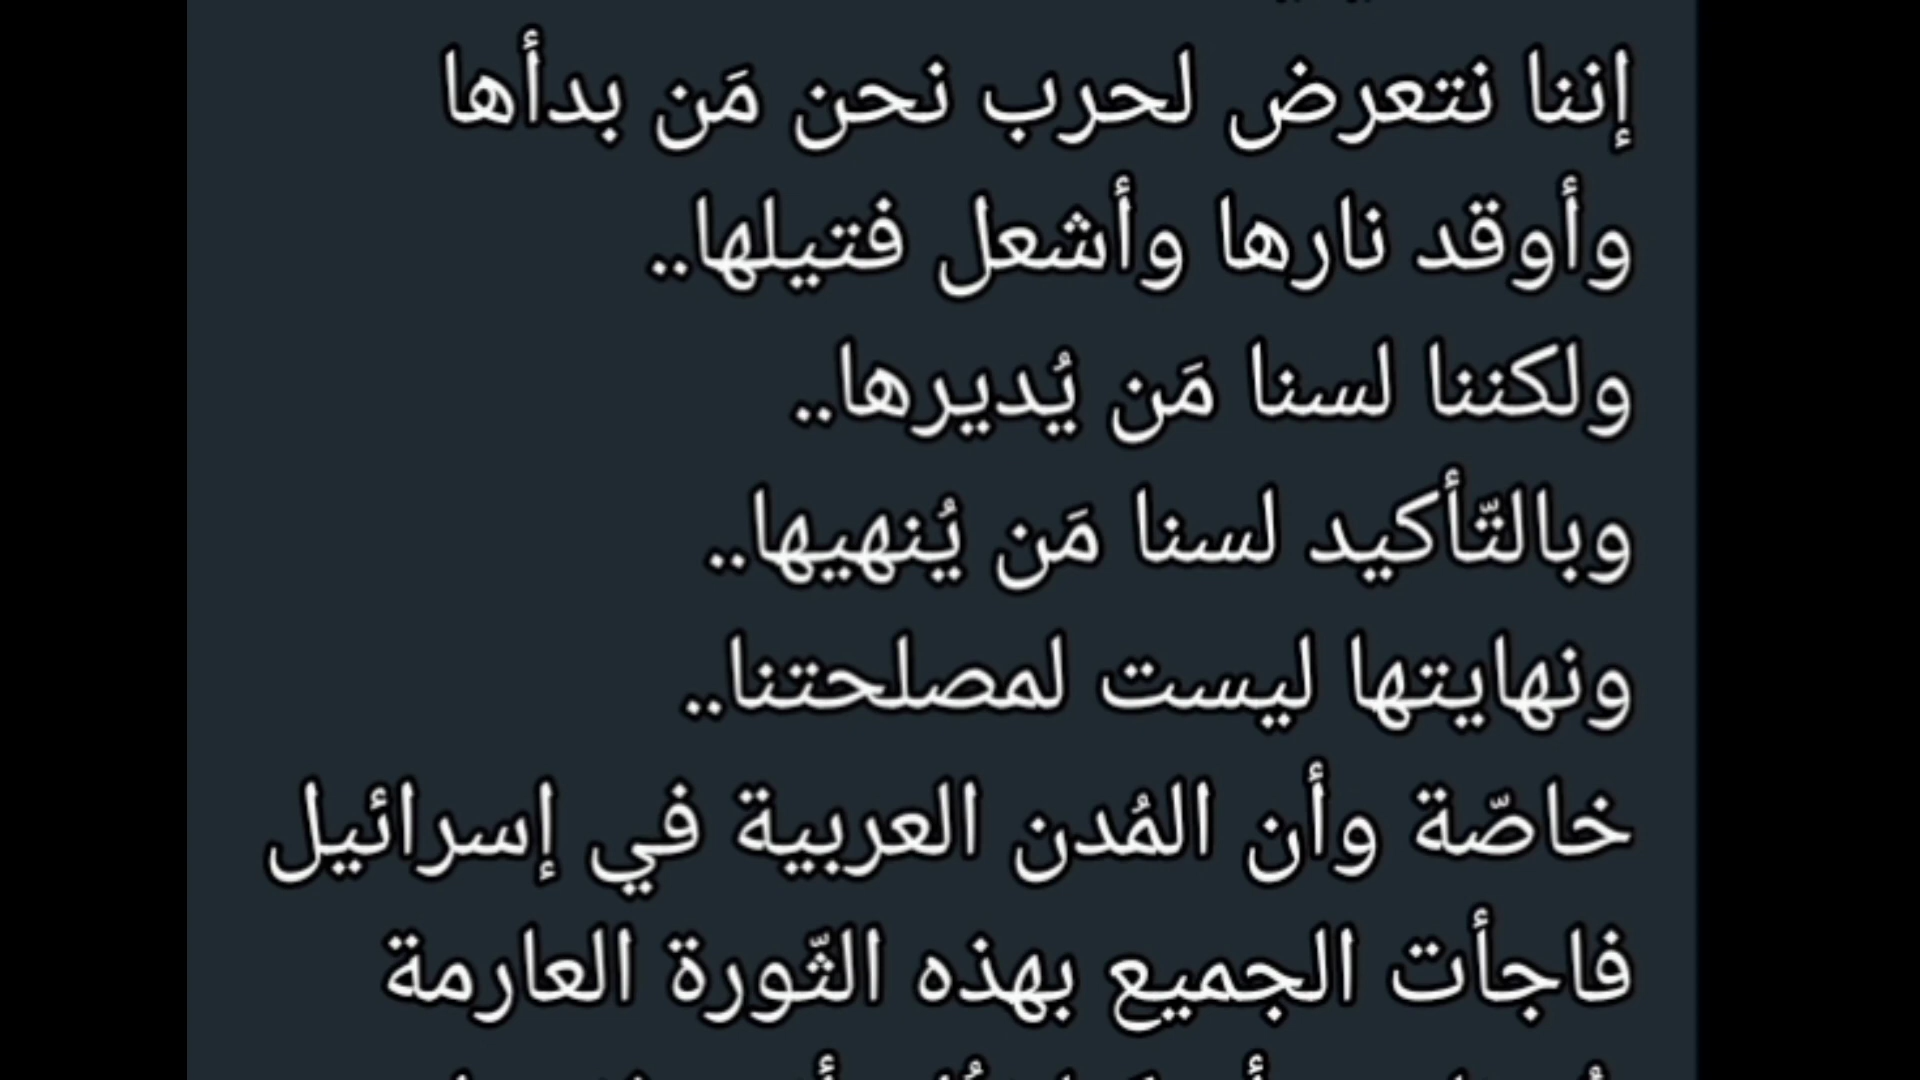 إننا نتعرض لحرب نحن مَن بدأها
وأوقد نارها وأشعل فتيلها..
ولكننا لسنا مَن يُديرها..
وبالتّأكيد لسنا مَن يُنهيها..
ونهايتها ليست لمصلحتنا..
خاصّة وأن المُدن العربية في إسرائيل
فاجأت الجميع بهذه الثّورة العارمة